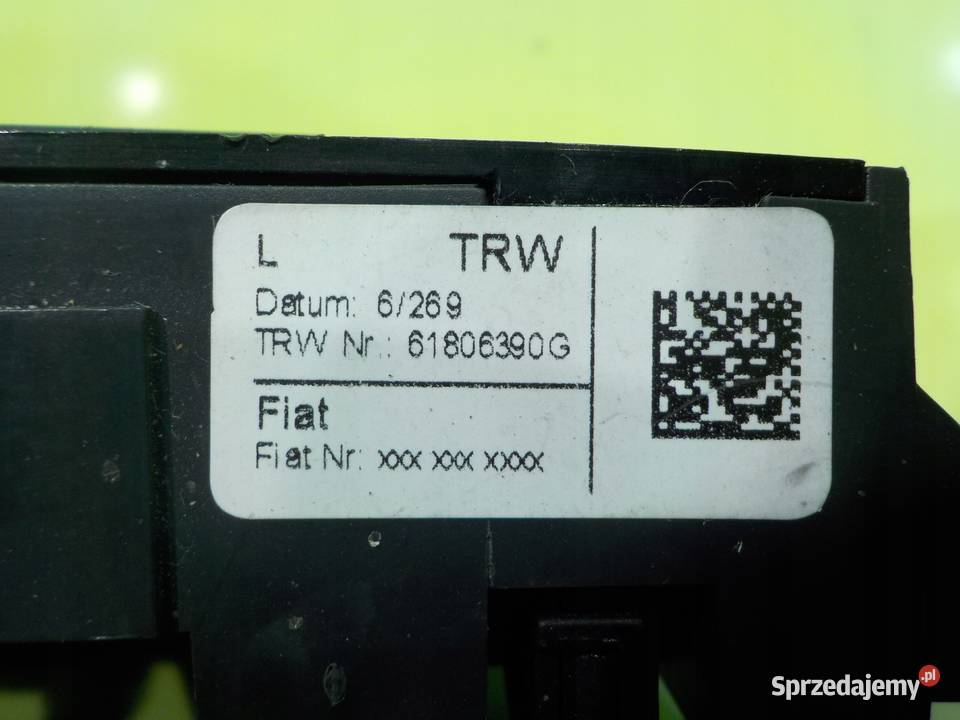 L TRW
Datum: 6/269
TRW Nr.: 61806390G
Fiat
Fiat Nr: xxx xxx xxxx
Sprzedajemy.pl